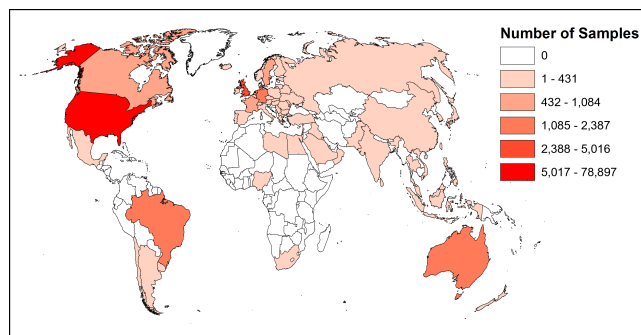 Number of Samples
0
1 - 431
432 - 1,084
1,085 - 2,387
2,388 - 5,016
5,017 - 78,897